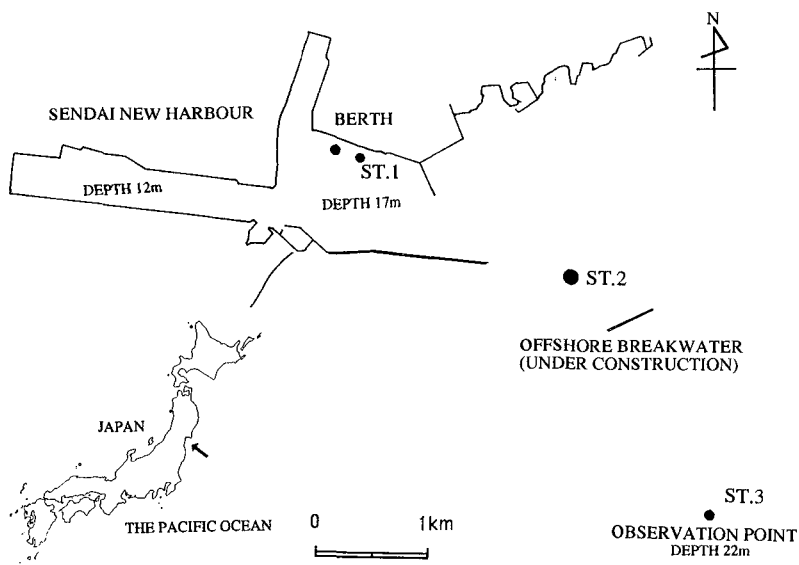 N
SENDAI NEW HARBOUR
BERTH
ST.1
DEPTH 12m
DEPTH 17m
ST.2
OFFSHORE BREAKWATER
(UNDER CONSTRUCTION)
JAPAN
THE PACIFIC OCEAN
0 1km
ST.3
OBSERVATION POINT
DEPTH 22m